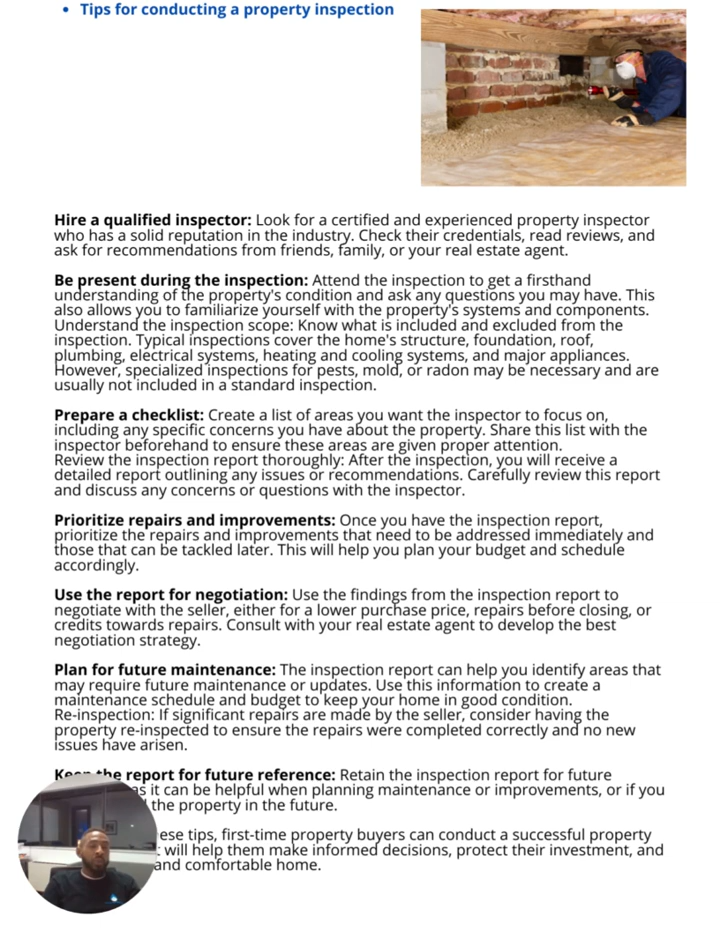 • Tips for conducting a property inspection
Hire a qualified inspector: Look for a certified and experienced property inspector
who has a solid reputation in the industry. Check their credentials, read reviews, and
ask for recommendations from friends, family, or your real estate agent.
Be present during the inspection: Attend the inspection to get a firsthand
understanding of the property's condition and ask any questions you may have. This
also allows you to familiarize yourself with the property's systems and components.
Understand the inspection scope: Know what is included and excluded from the
inspection. Typical inspections cover the home's structure, foundation, roof,
plumbing, electrical systems, heating and cooling systems, and major appliances.
However, specialized inspections for pests, mold, or radon may be necessary and are
usually not included in a standard inspection.
Prepare a checklist: Create a list of areas you want the inspector to focus on,
including any specific concerns you have about the property. Share this list with the
inspector beforehand to ensure these areas are given proper attention.
Review the inspection report thoroughly: After the inspection, you will receive a
detailed report outlining any issues or recommendations. Carefully review this report
and discuss any concerns or questions with the inspector.
Prioritize repairs and improvements: Once you have the inspection report,
prioritize the repairs and improvements that need to be addressed immediately and
those that can be tackled later. This will help you plan your budget and schedule
accordingly.
Use the report for negotiation: Use the findings from the inspection report to
negotiate with the seller, either for a lower purchase price, repairs before closing, or
credits towards repairs. Consult with your real estate agent to develop the best
negotiation strategy.
Plan for future maintenance: The inspection report can help you identify areas that
may require future maintenance or updates. Use this information to create a
maintenance schedule and budget to keep your home in good condition.
Re-inspection: If significant repairs are made by the seller, consider having the
property re-inspected to ensure the repairs were completed correctly and no new
issues have arisen.
Keep the report for future reference: Retain the inspection report for future
as it can be helpful when planning maintenance or improvements, or if you
the property in the future.
tips, first-time property buyers can conduct a successful property
will help them make informed decisions, protect their investment, and
and comfortable home.